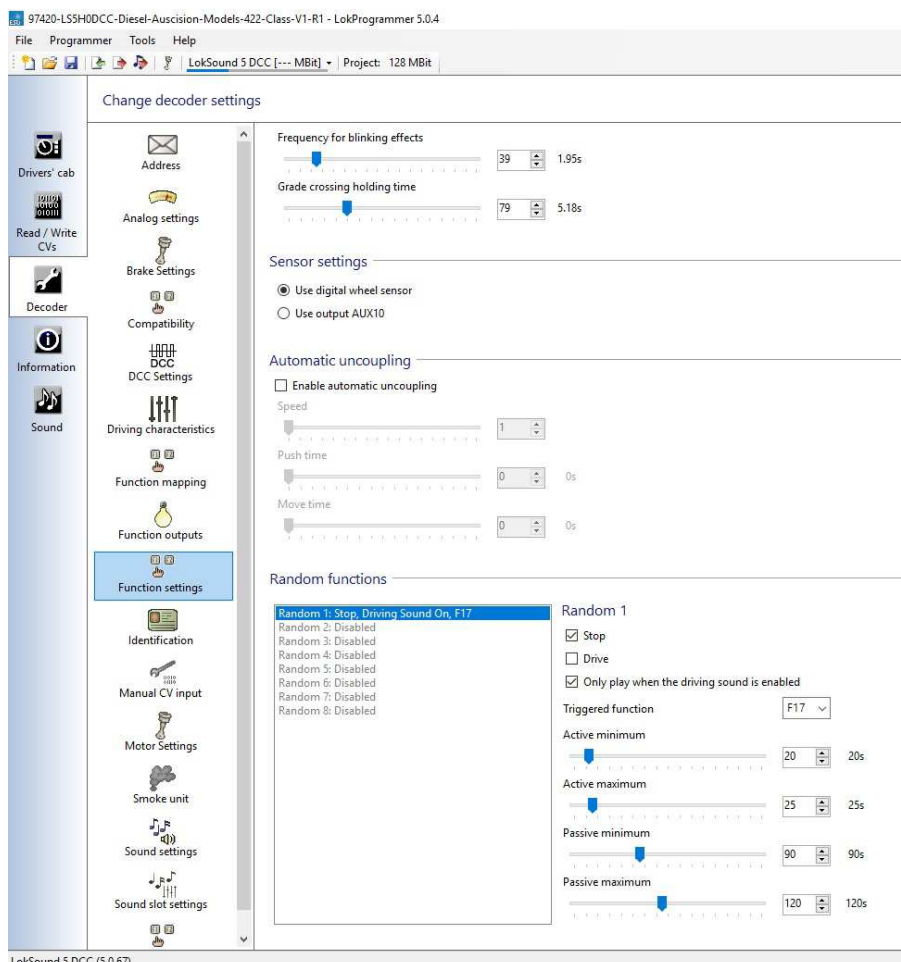 97420-LS5H0DCC-Diesel-Auscision-Models-422-Class-V1-R1 - LokProgrammer 5.0.4
File Programmer Tools Help
LokSound 5 DCC [--- MBit] Project: 128 MBit
Change decoder settings
Drivers' cab
Read / Write
CVs
Decoder
Information
Sound
Address
Analog settings
Brake Settings
Compatibility
DCC
DCC Settings
Driving characteristics
Function mapping
Function outputs
Function settings
Identification
Manual CV input
Motor Settings
Smoke unit
Sound settings
Sound slot settings
Frequency for blinking effects
39 1.95s
Grade crossing holding time
79 5.18s
Sensor settings
Use digital wheel sensor
Use output AUX10
Automatic uncoupling
Enable automatic uncoupling
Speed
1
Push time
0 0s
Move time
0 0s
Random functions
Random 1: Stop, Driving Sound On, F17
Random 2: Disabled
Random 3: Disabled
Random 4: Disabled
Random 5: Disabled
Random 6: Disabled
Random 7: Disabled
Random 8: Disabled
Random 1
Stop
Drive
Only play when the driving sound is enabled
Triggered function F17
Active minimum
20 20s
Active maximum
25 25s
Passive minimum
90 90s
Passive maximum
120 120s
LokSound 5 DCC (5.0.67)